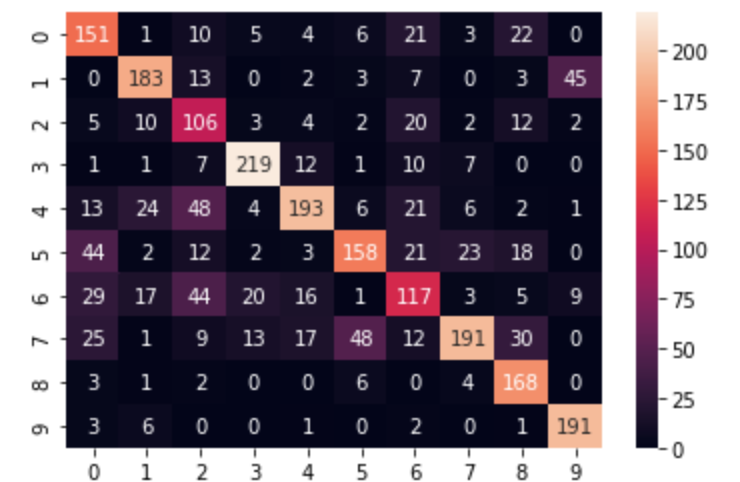 0 151 1 10 5 4 6 21 3 22 0
1 0 183 13 0 2 3 7 0 3 45
2 5 10 106 3 4 2 20 2 12 2
3 1 1 7 219 12 1 10 7 0 0
4 13 24 48 4 193 6 21 6 2 1
5 44 2 12 2 3 158 21 23 18 0
6 29 17 44 20 16 1 117 3 5 9
7 25 1 9 13 17 48 12 191 30 0
8 3 1 2 0 0 6 0 4 168 0
9 3 6 0 0 1 0 2 0 1 191
0 1 2 3 4 5 6 7 8 9
200
175
150
125
100
75
50
25
0